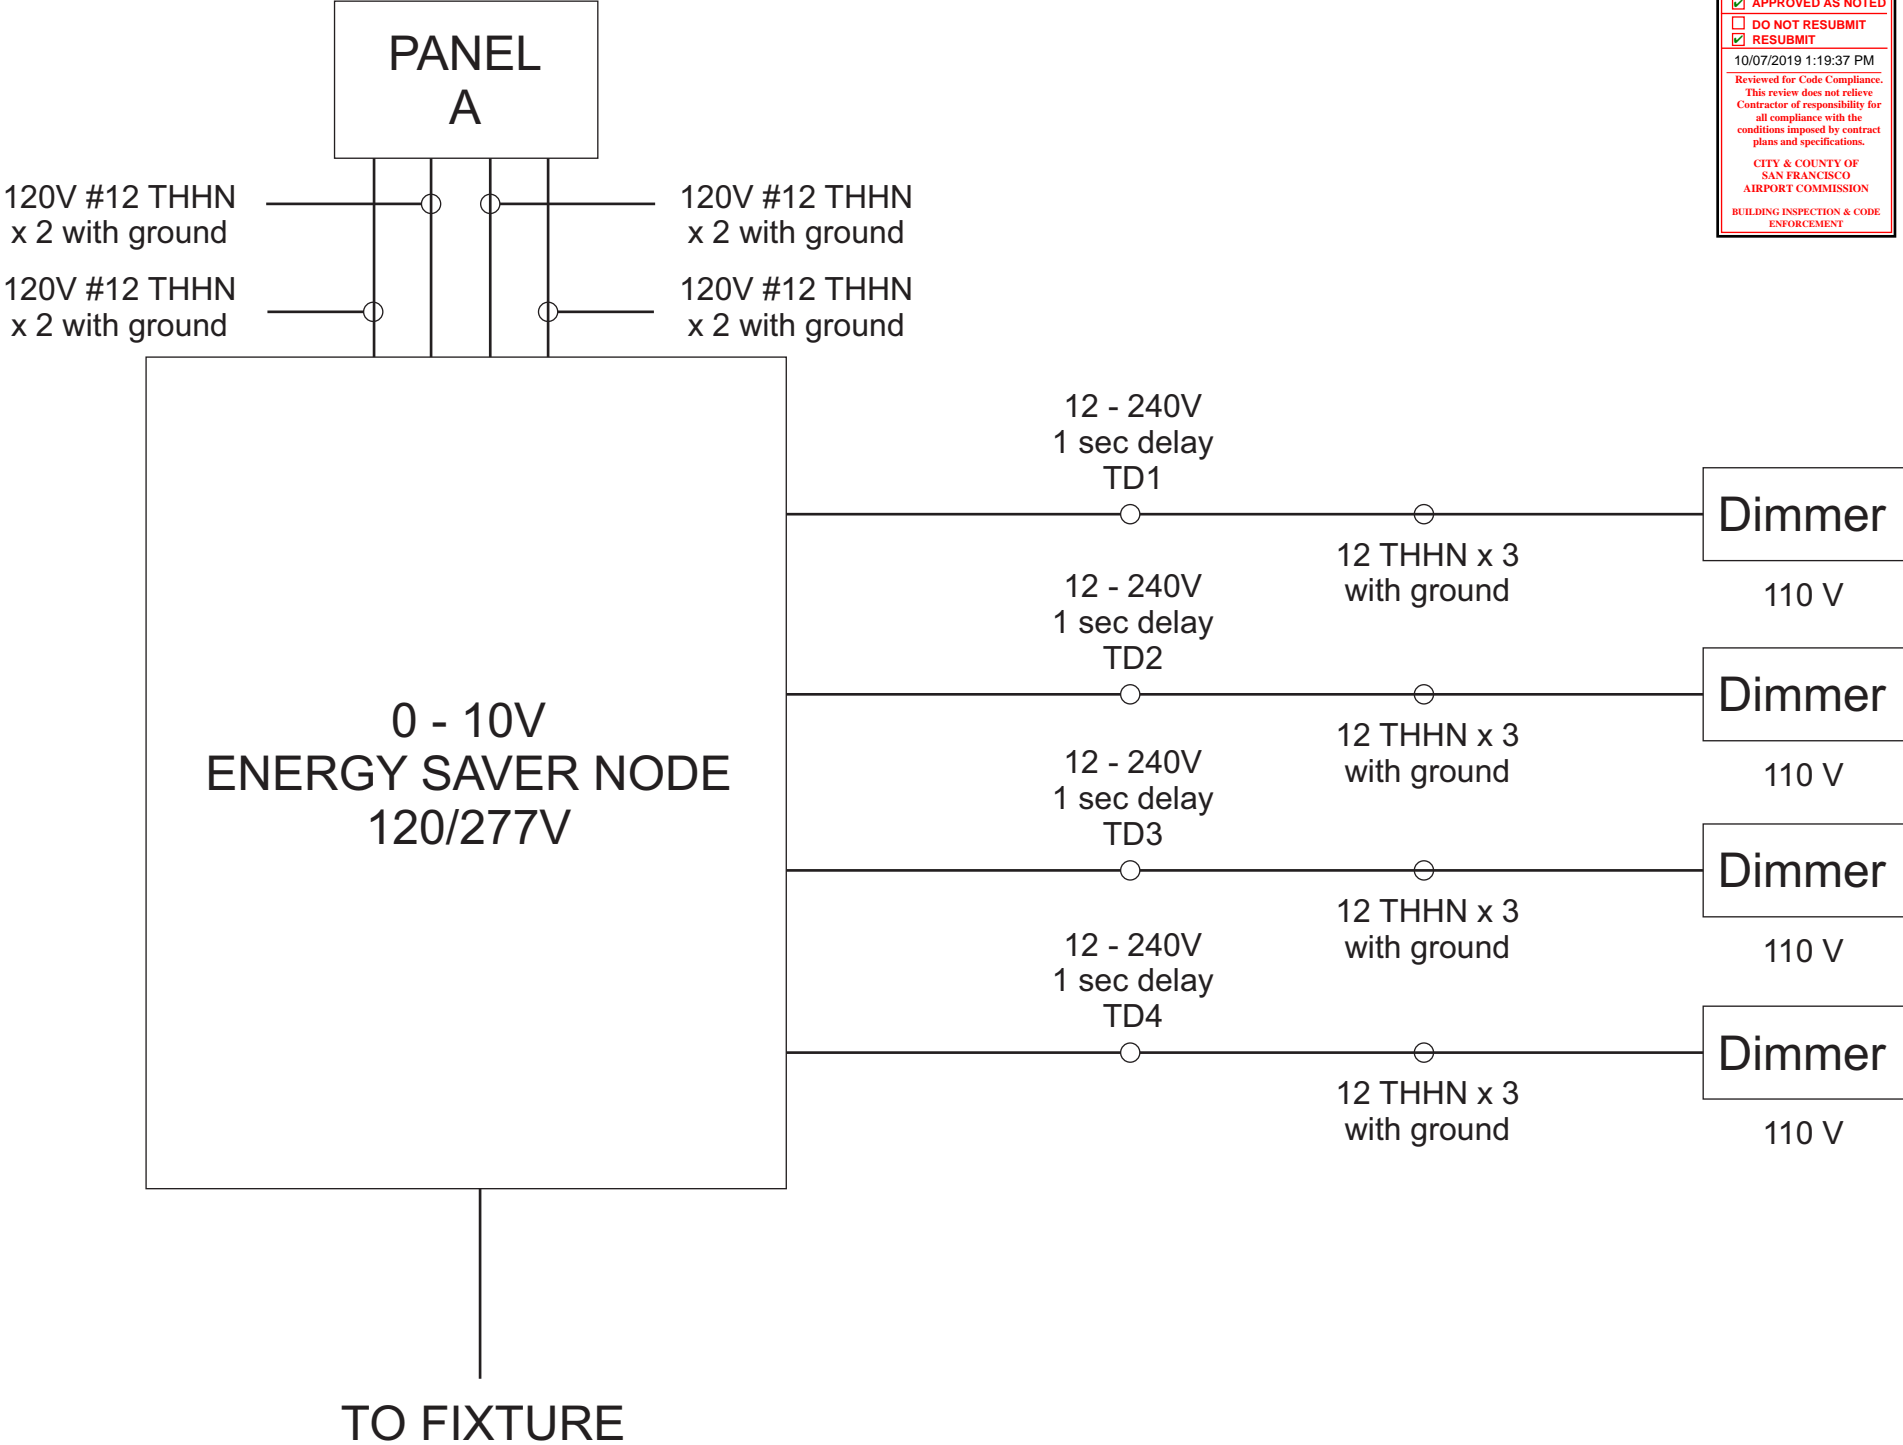 APPROVED AS NOTED
DO NOT RESUBMIT
RESUBMIT
10/07/2019 1:19:37 PM
Reviewed for Code Compliance.
This review does not relieve
Contractor of responsibility for
all compliance with the
conditions imposed by contract
plans and specifications.
CITY & COUNTY OF
SAN FRANCISCO
AIRPORT COMMISSION
BUILDING INSPECTION & CODE
ENFORCEMENT
PANEL
A
120V #12 THHN
x 2 with ground
120V #12 THHN
x 2 with ground
120V #12 THHN
x 2 with ground
120V #12 THHN
x 2 with ground
0 - 10V
ENERGY SAVER NODE
120/277V
12 - 240V
1 sec delay
TD1
12 THHN x 3
with ground
Dimmer
110 V
12 - 240V
1 sec delay
TD2
12 THHN x 3
with ground
Dimmer
110 V
12 - 240V
1 sec delay
TD3
12 THHN x 3
with ground
Dimmer
110 V
12 - 240V
1 sec delay
TD4
12 THHN x 3
with ground
Dimmer
110 V
TO FIXTURE